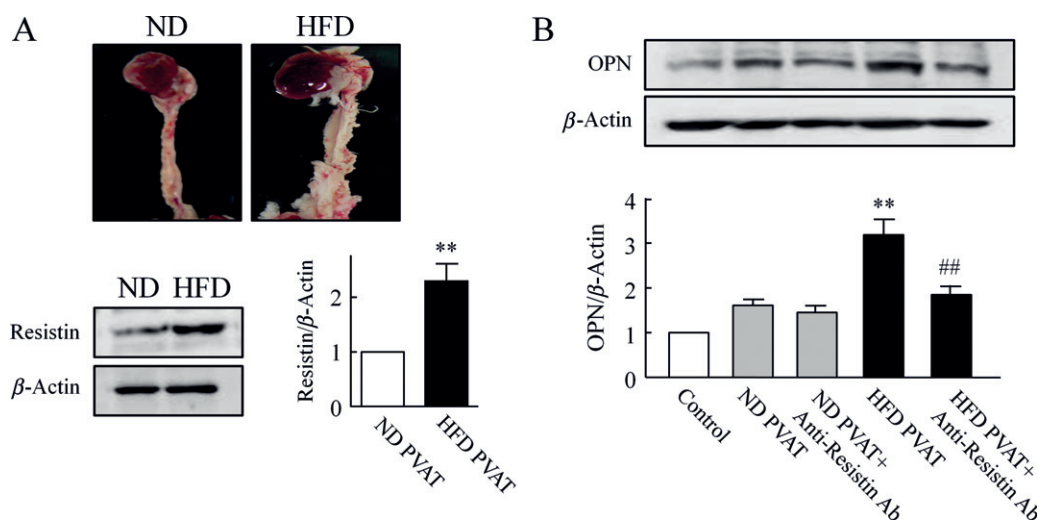 A
ND
HFD
ND HFD
Resistin
β-Actin
Resistin/β-Actin
2
1
0
**
ND PVAT
HFD PVAT
B
OPN
β-Actin
OPN/β-Actin
4
3
2
1
0
**
##
Control
ND PVAT
ND PVAT+
Anti-Resistin Ab
HFD PVAT
HFD PVAT+
Anti-Resistin Ab